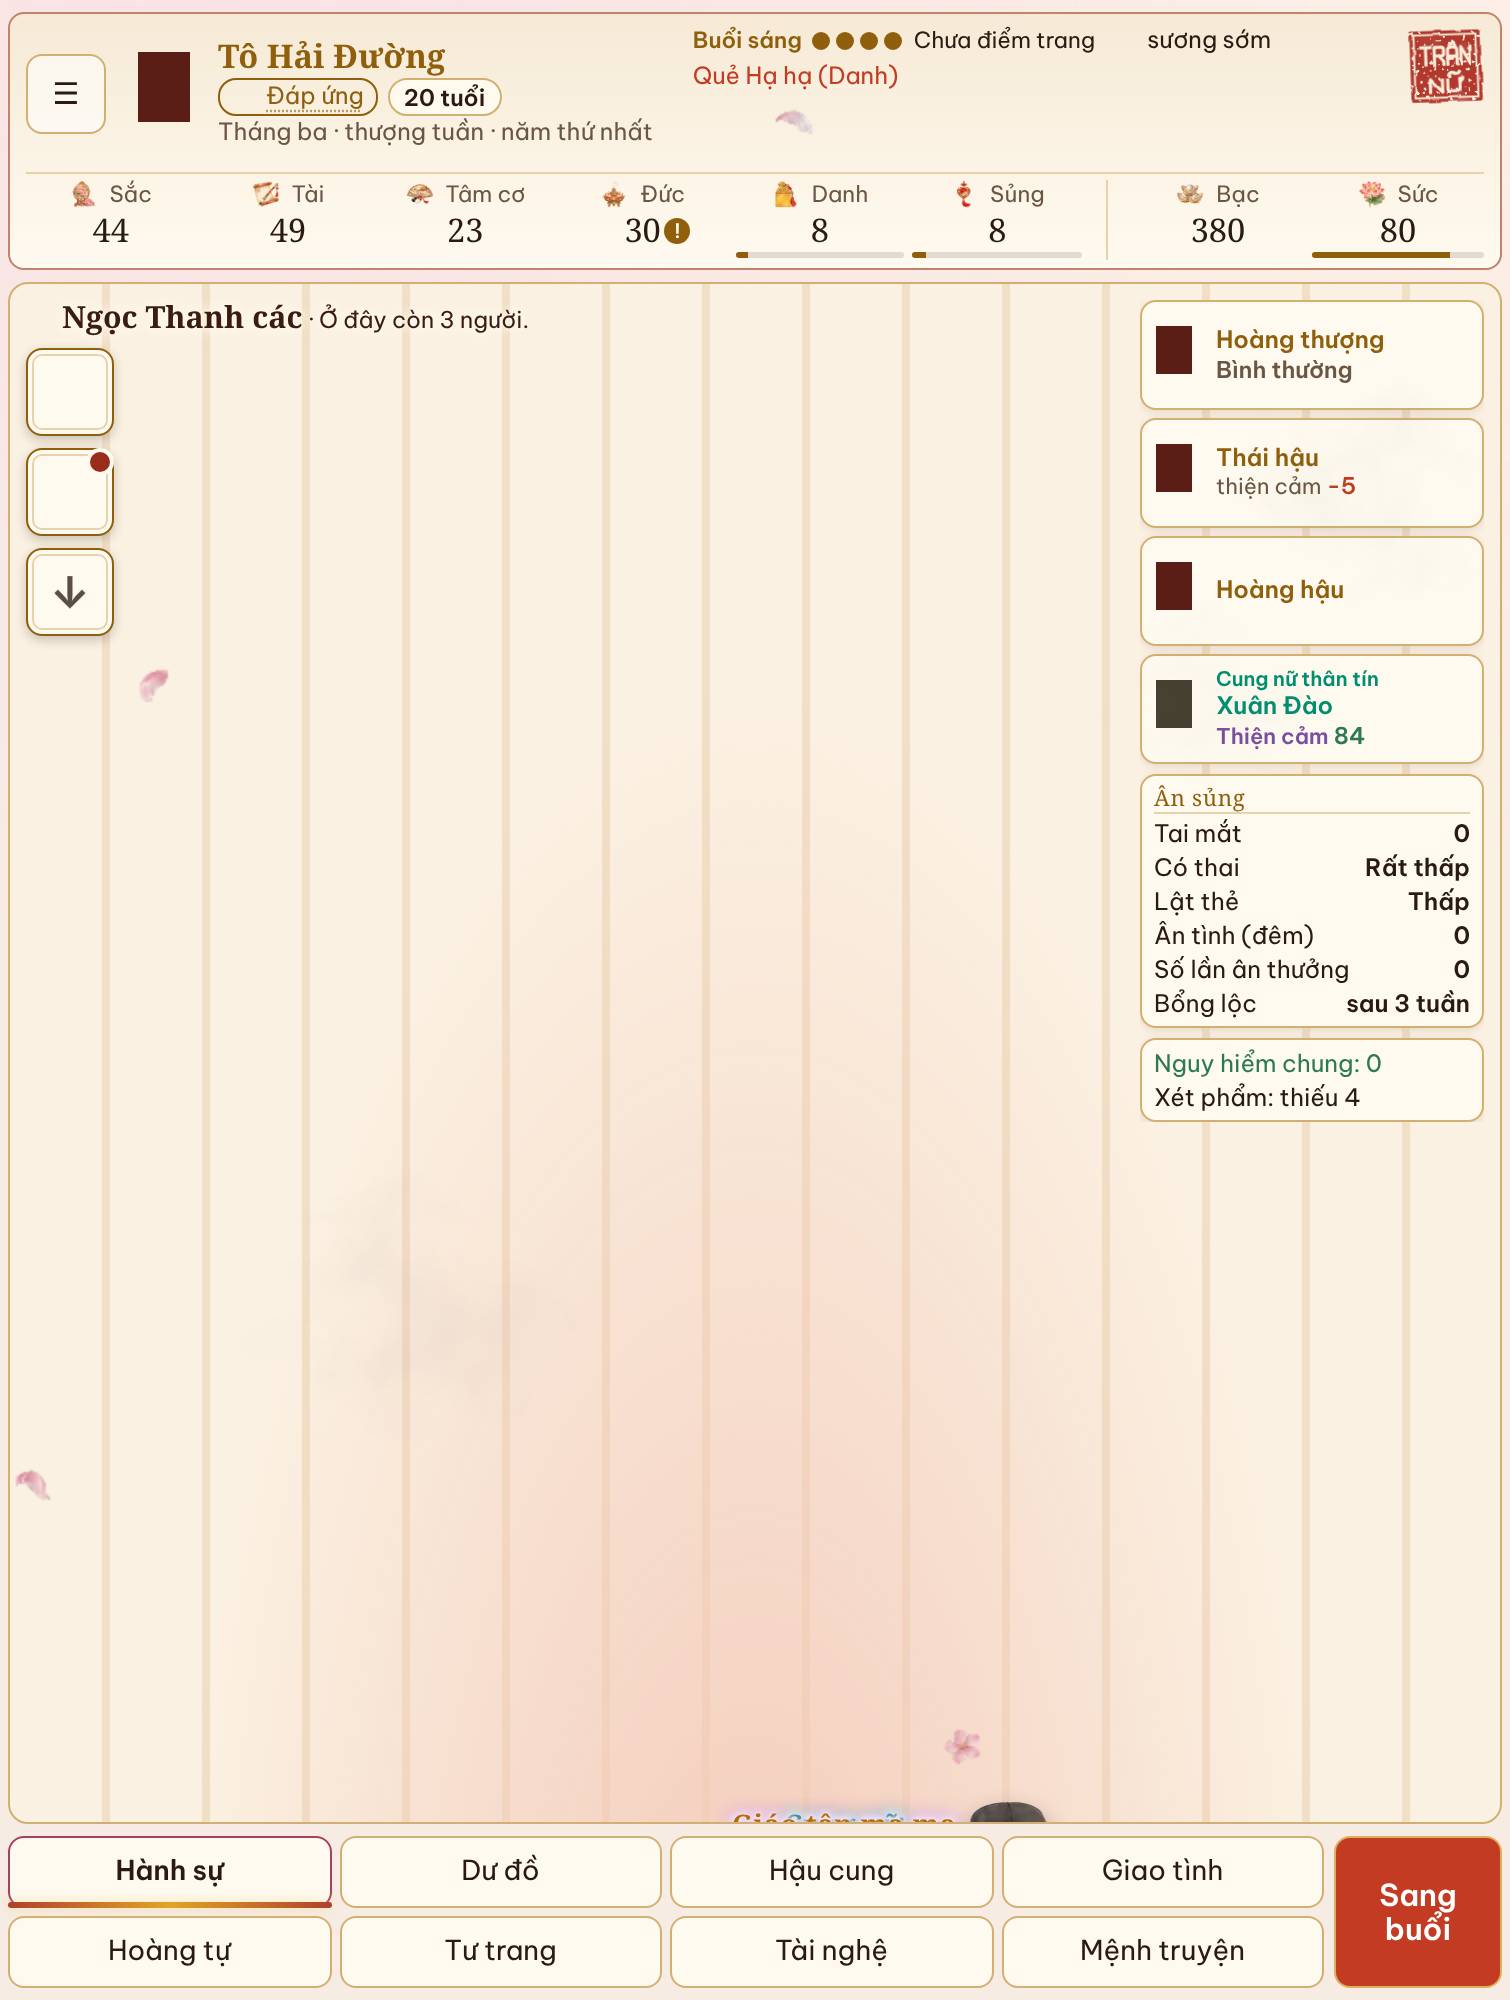 Tô Hải Đường
Đáp ứng
20 tuổi
Tháng ba · thượng tuần · năm thứ nhất
Buổi sáng
Chưa điểm trang
sương sớm
Quẻ Hạ hạ (Danh)
TRÂN
NỮ
Sắc
44
Tài
49
Tâm cơ
23
Đức
30 !
Danh
8
Sủng
8
Bạc
380
Sức
80
Ngọc Thanh các · Ở đây còn 3 người.
Hoàng thượng
Bình thường
Thái hậu
thiện cảm -5
Hoàng hậu
Cung nữ thân tín
Xuân Đào
Thiện cảm 84
Ân sủng
Tai mắt 0
Có thai Rất thấp
Lật thẻ Thấp
Ân tình (đêm) 0
Số lần ân thưởng 0
Bổng lộc sau 3 tuần
Nguy hiểm chung: 0
Xét phẩm: thiếu 4
Hành sự
Dư đồ
Hậu cung
Giao tình
Hoàng tự
Tư trang
Tài nghệ
Mệnh truyện
Sang
buổi